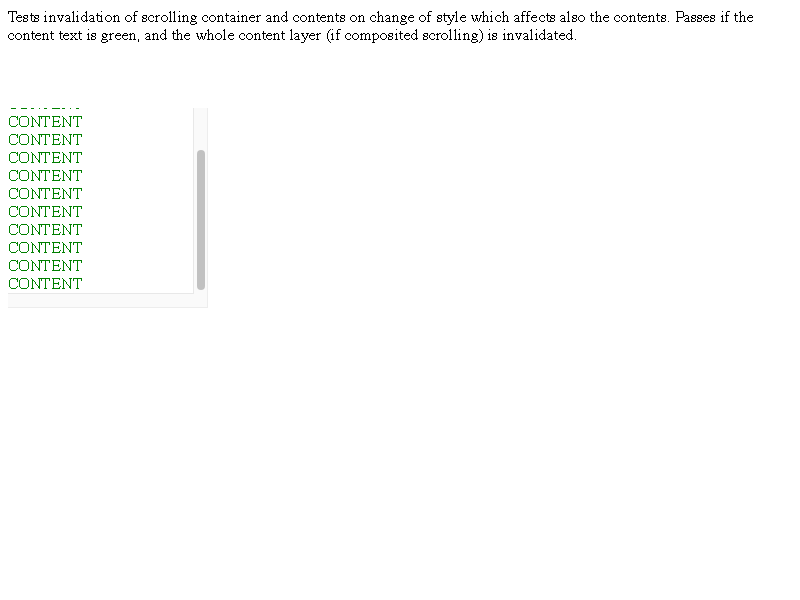 Tests invalidation of scrolling container and contents on change of style which affects also the contents. Passes if the
content text is green, and the whole content layer (if composited scrolling) is invalidated.
CONTENT
CONTENT
CONTENT
CONTENT
CONTENT
CONTENT
CONTENT
CONTENT
CONTENT
CONTENT